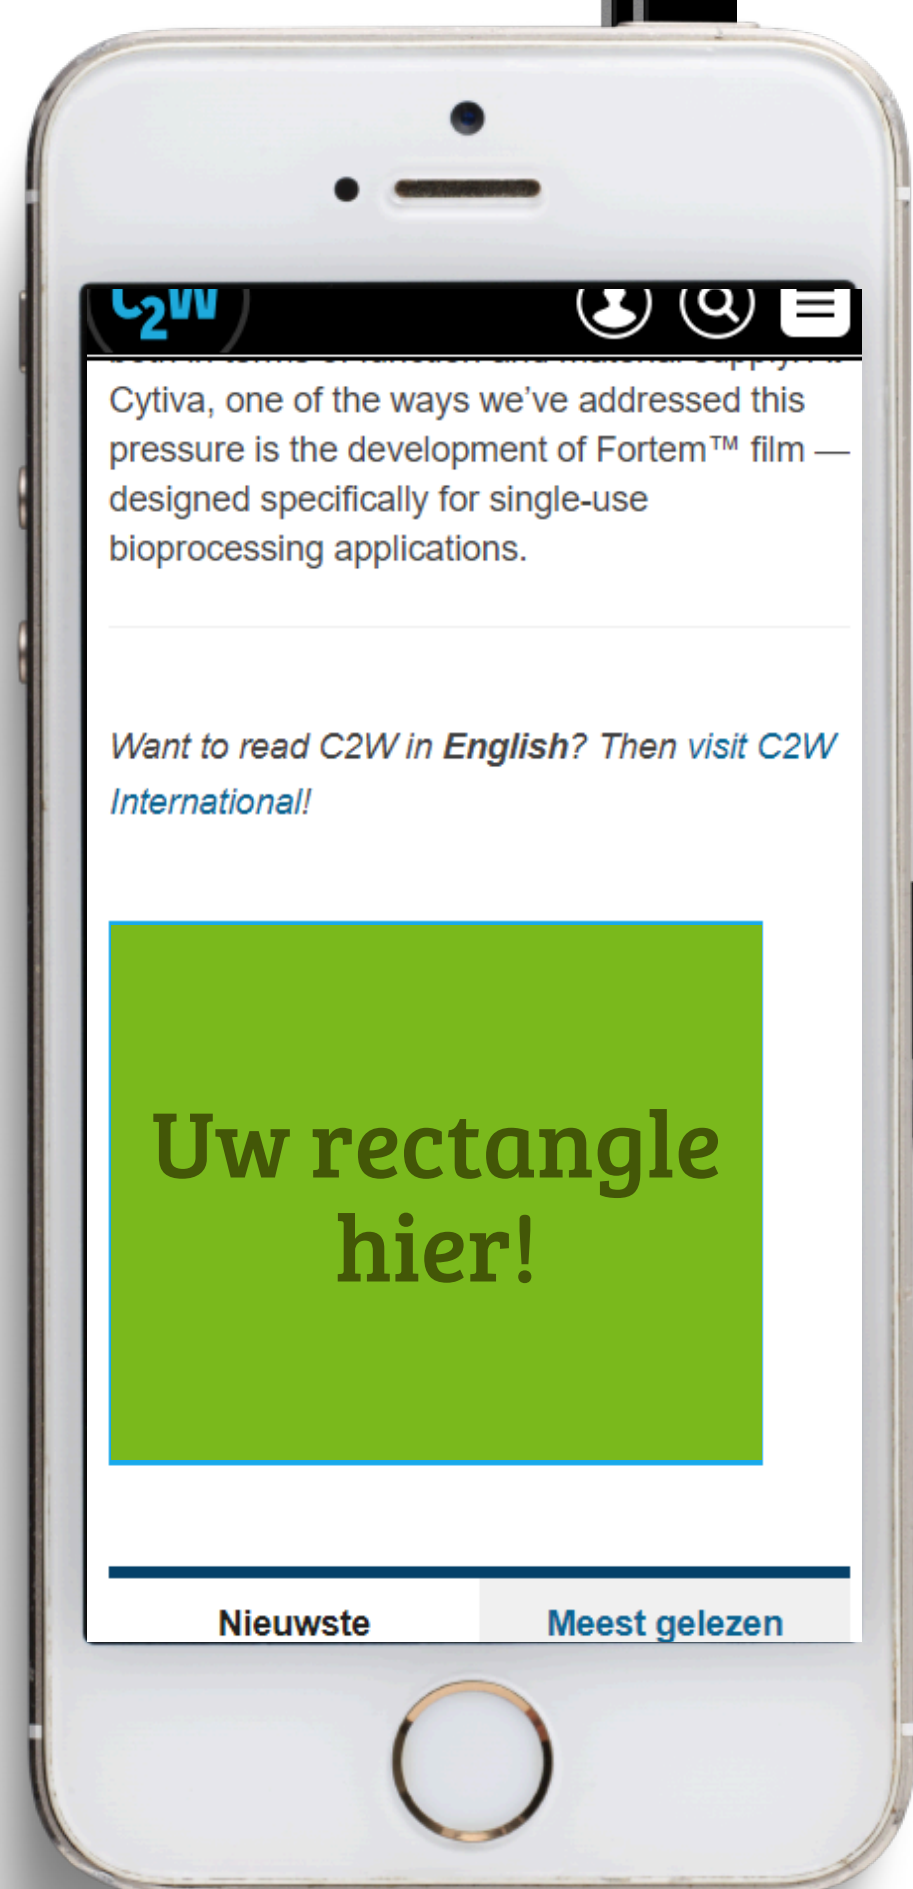 C2W
Cytiva, one of the ways we’ve addressed this
pressure is the development of Fortem™ film —
designed specifically for single-use
bioprocessing applications.
Want to read C2W in English? Then visit C2W
International!
Uw rectangle
hier!
Nieuwste
Meest gelezen